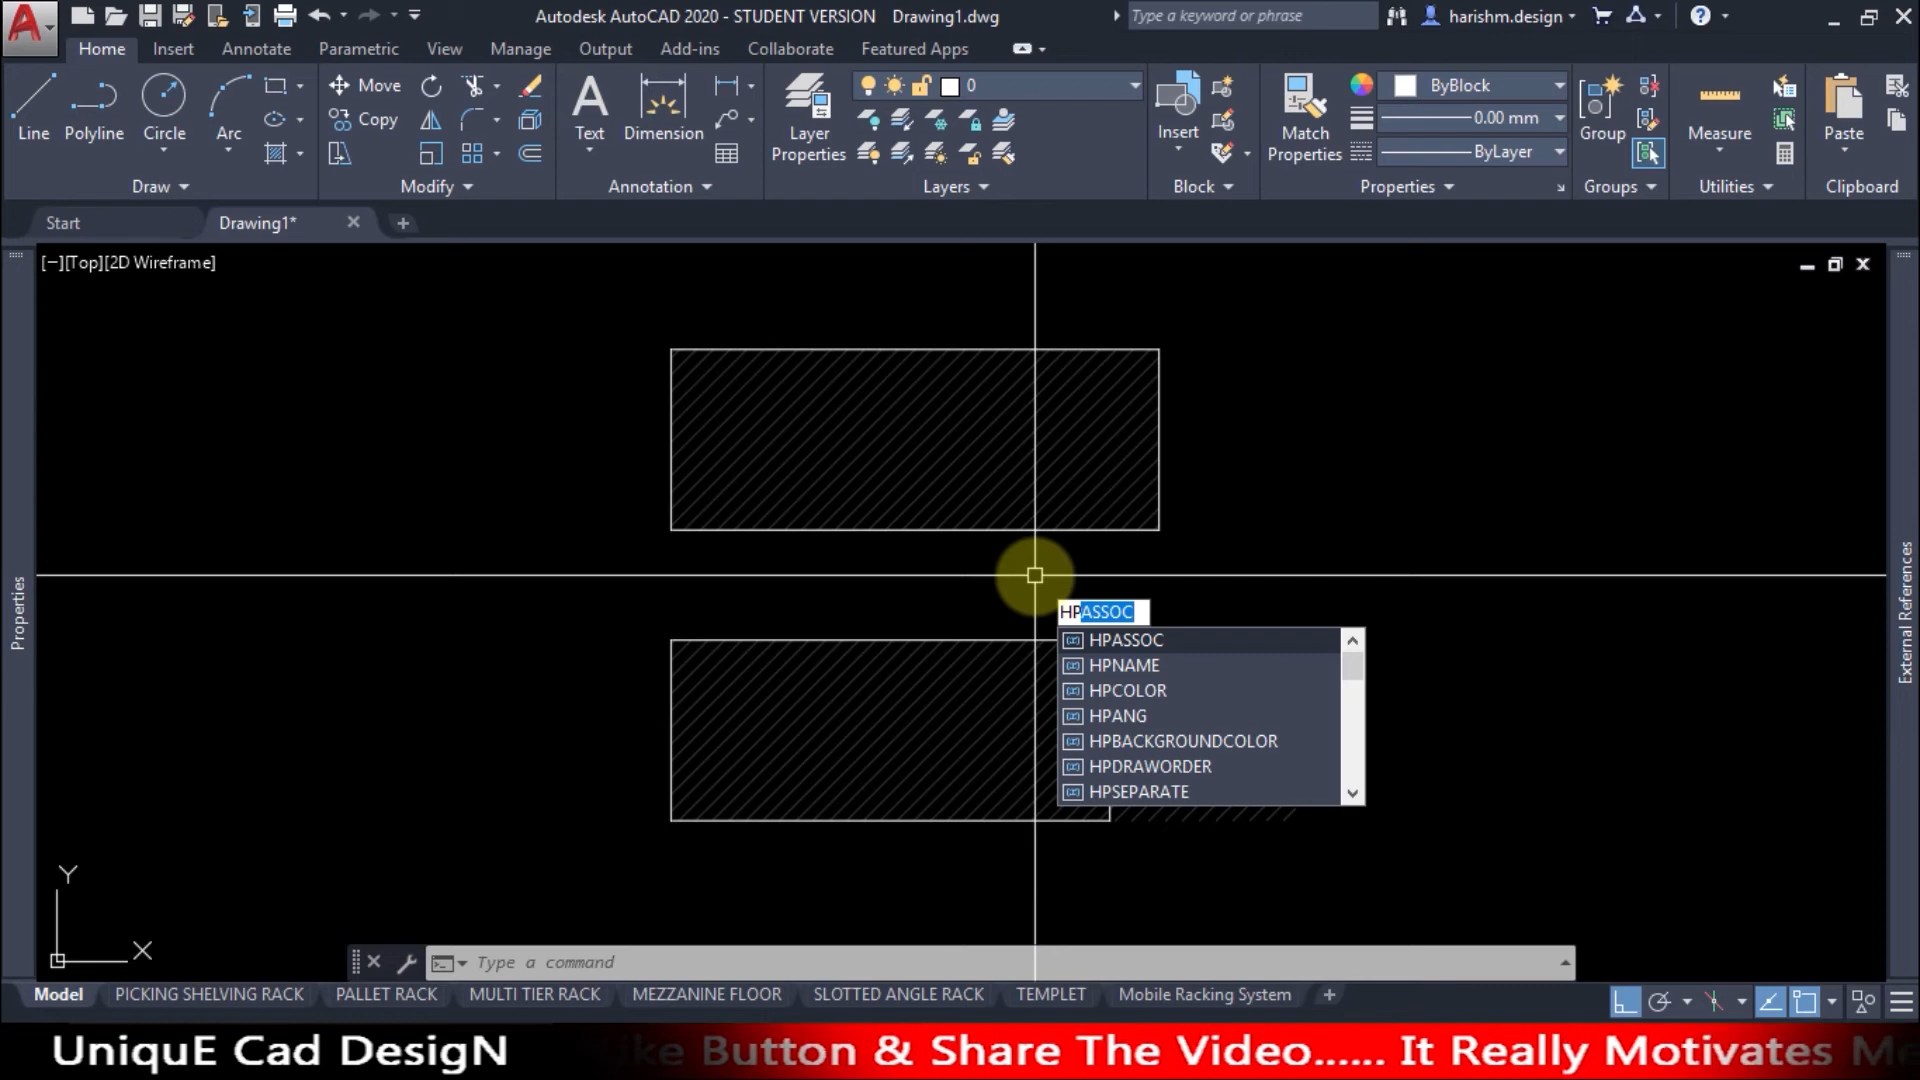 Autodesk AutoCAD 2020 - STUDENT VERSION Drawing1.dwg
Type a keyword or phrase
harishm.design
Home Insert Annotate Parametric View Manage Output Add-ins Collaborate Featured Apps
Line Polyline Circle Arc
Move
Copy
Text Dimension
Layer Properties
0
Insert
Match Properties
ByBlock
0.00 mm
ByLayer
Group
Measure
Paste
Draw Modify Annotation Layers Block Properties Groups Utilities Clipboard
Start Drawing1*
[−][Top][2D Wireframe]
Properties
External References
HPASSOC
HPASSOC
HPNAME
HPCOLOR
HPANG
HPBACKGROUNDCOLOR
HPDRAWORDER
HPSEPARATE
Y
X
Type a command
Model PICKING SHELVING RACK PALLET RACK MULTI TIER RACK MEZZANINE FLOOR SLOTTED ANGLE RACK TEMPLET Mobile Racking System
UniquE Cad DesigN
Button & Share The Video...... It Really Motivates